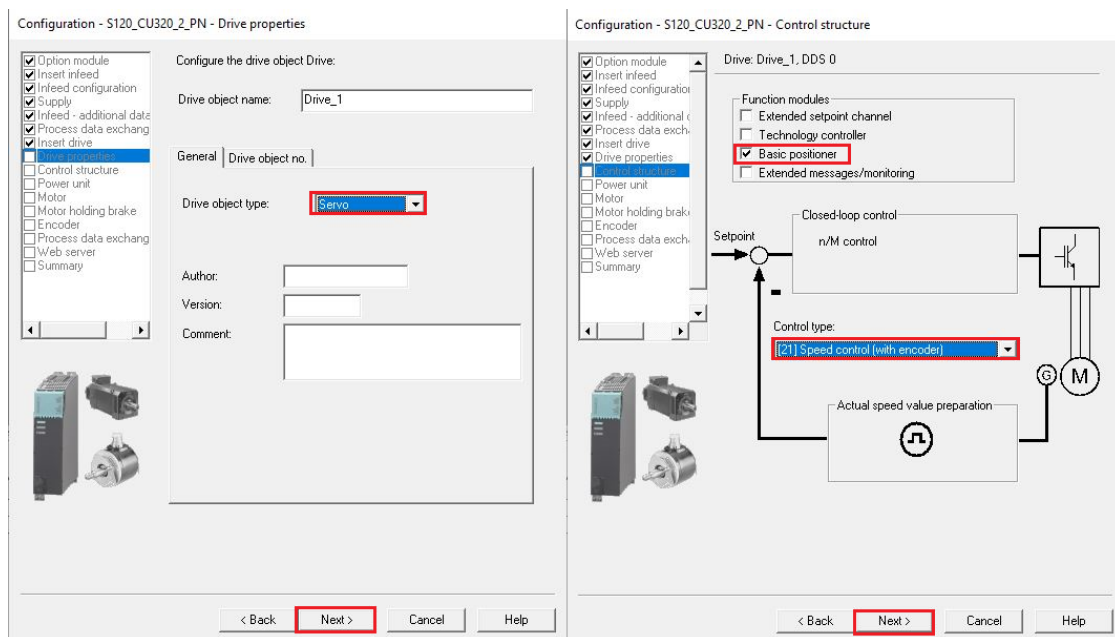 Configuration - S120_CU320_2_PN - Drive properties
Option module
Insert infeed
Infeed configuration
Supply
Infeed - additional data
Process data exchang
Insert drive
Drive properties
Control structure
Power unit
Motor
Motor holding brake
Encoder
Process data exchang
Web server
Summary
Configure the drive object Drive:
Drive object name:
Drive_1
General
Drive object no.
Drive object type:
Servo
Author:
Version:
Comment:
< Back
Next >
Cancel
Help
Configuration - S120_CU320_2_PN - Control structure
Option module
Insert infeed
Infeed configuration
Supply
Infeed - additional d
Process data exch
Insert drive
Drive properties
Control structure
Power unit
Motor
Motor holding brak
Encoder
Process data exch
Web server
Summary
Drive: Drive_1, DDS 0
Function modules
Extended setpoint channel
Technology controller
Basic positioner
Extended messages/monitoring
Closed-loop control
n/M control
Setpoint
-
Control type:
[21] Speed control (with encoder)
G
M
Actual speed value preparation
< Back
Next >
Cancel
Help